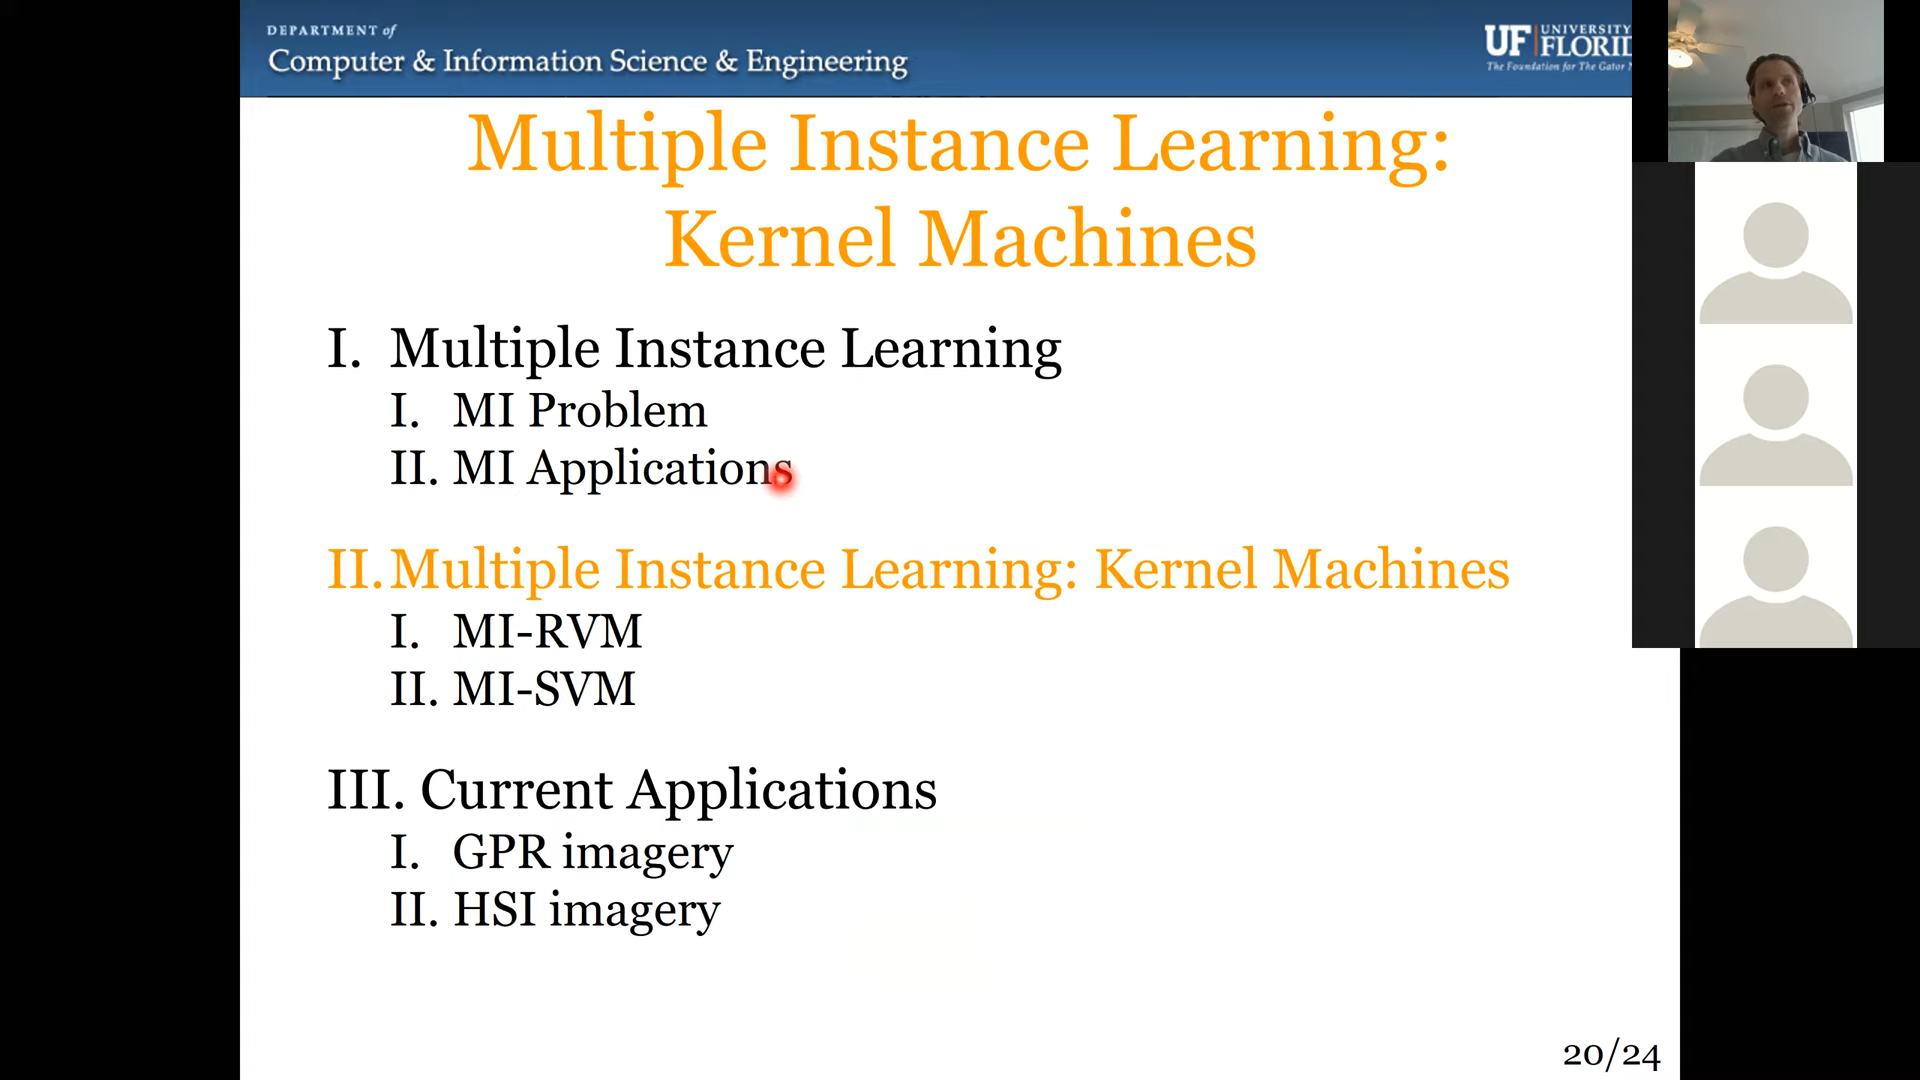 DEPARTMENT of
Computer & Information Science & Engineering
UF UNIVERSITY
FLORI
The Foundation for The Gator
Multiple Instance Learning:
Kernel Machines
I. Multiple Instance Learning
I. MI Problem
II. MI Applications
II. Multiple Instance Learning: Kernel Machines
I. MI-RVM
II. MI-SVM
III. Current Applications
I. GPR imagery
II. HSI imagery
20/24